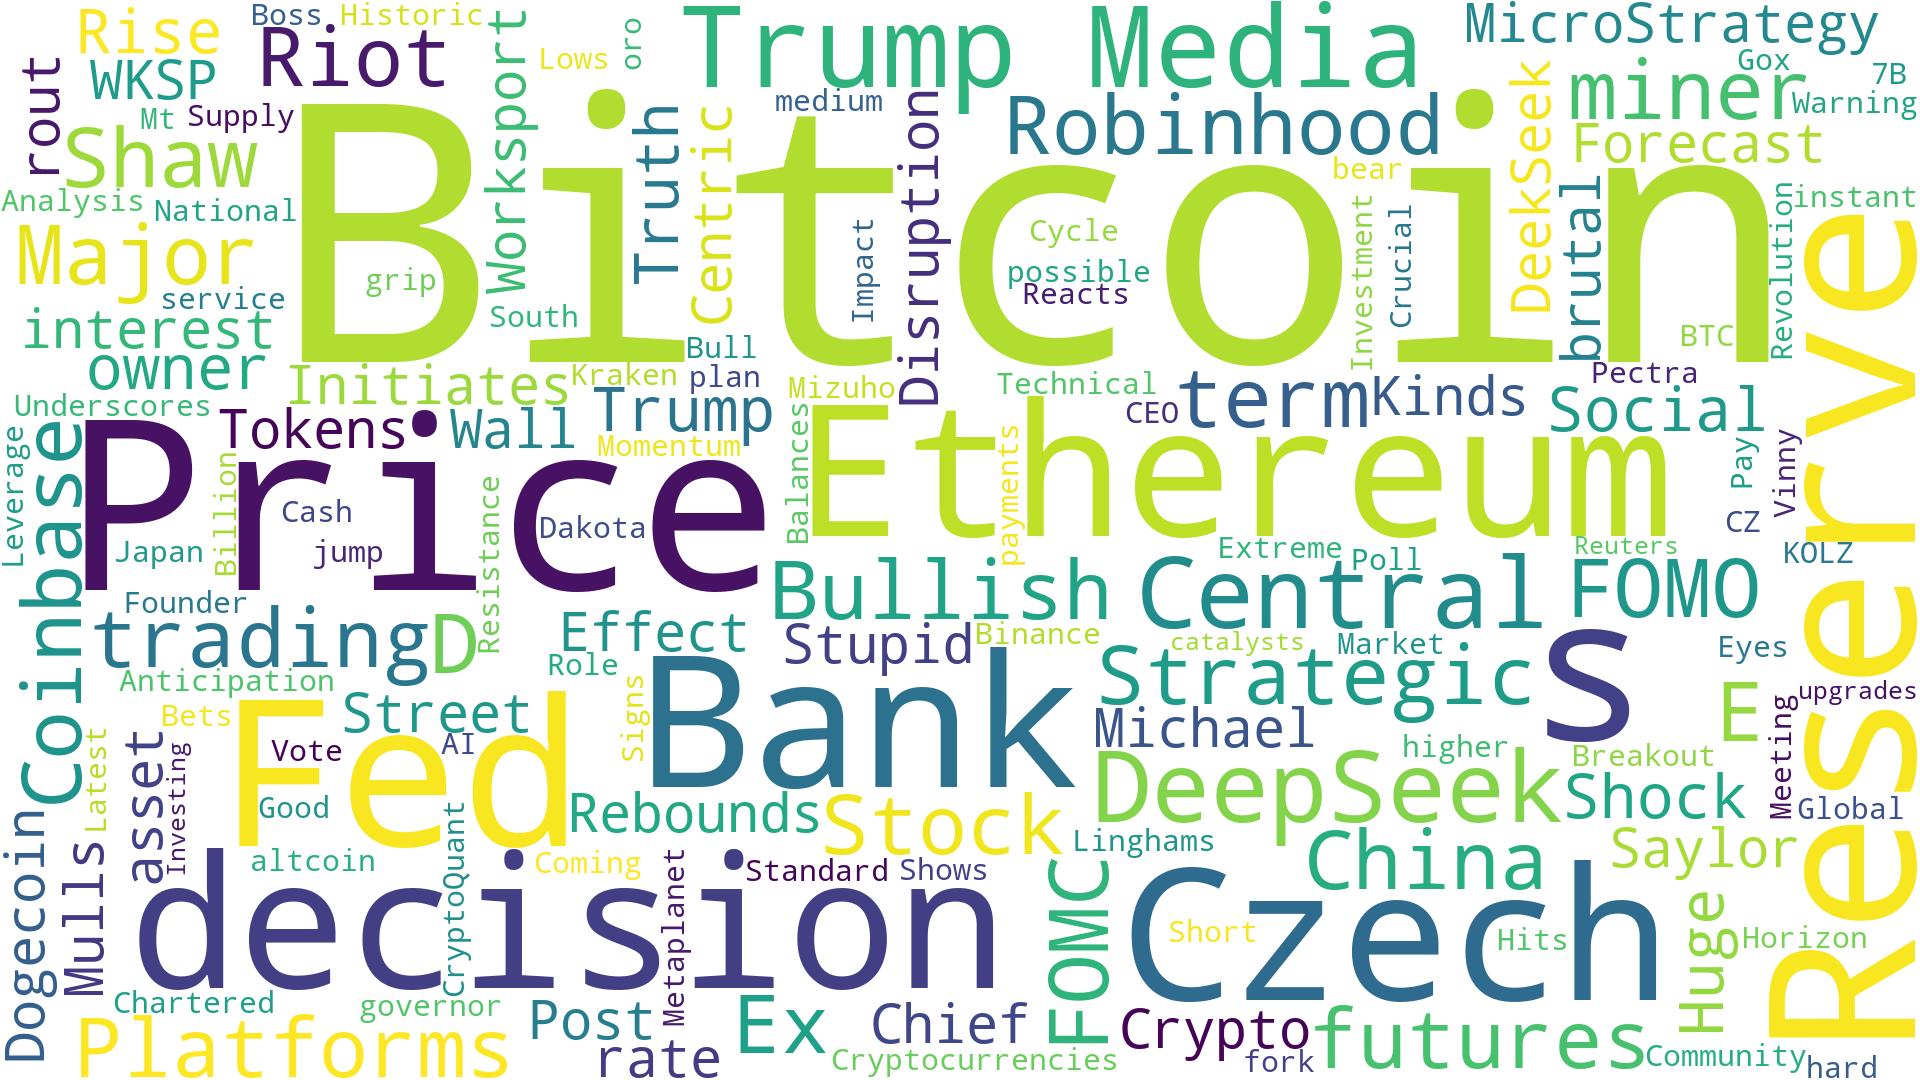 Boss
Historic
Rise
Riot
Worksport
Lows
oro
Trump Media
MicroStrategy
Gox
7B
WKSP
rout
Mt
Supply
medium
Robinhood
DeekSeek
miner
Warning
Shaw
Bitcoin
Truth
Centric
Disruption
Forecast
bear
Analysis
National
Impact
Cycle
Investment
Crucial
brutal
Revolution
instant
Major
grip
possible
Reacts
service
South
BTC
interest
Bull
owner
Initiates
Kraken
plan
Mizuho
Technical
Pectra
Underscores
Tokens
Wall
Trump
CEO
term
Kinds
Social
Momentum
Leverage
Coinbase
Price
Balances
Ethereum
payments
Pay
Vinny
Reserve
Billion
Cash
Dakota
CZ
Japan
jump
Resistance
Extreme
Poll
Reuters
KOLZ
Bullish
Central
FOMO
Founder
trading
D
Effect
Stupid
Binance
catalysts
Market
S
Eyes
Role
Anticipation
Bank
Strategic
upgrades
Bets
Street
Signs
Michael
E
Meeting
Latest
asset
Investing
Vote
AI
Fed
higher
Breakout
Good
Rebounds
Stock
DeepSeek
Shock
Global
Dogecoin
Mulls
CryptoQuant
Linghams
altcoin
Coming
Metaplanet
Standard
Shows
FOMC
China
Saylor
decision
Czech
Short
Hits
Huge
Horizon
Chartered
governor
Post
Ex
Chief
Crypto
futures
Platforms
rate
Cryptocurrencies
fork
Community
hard